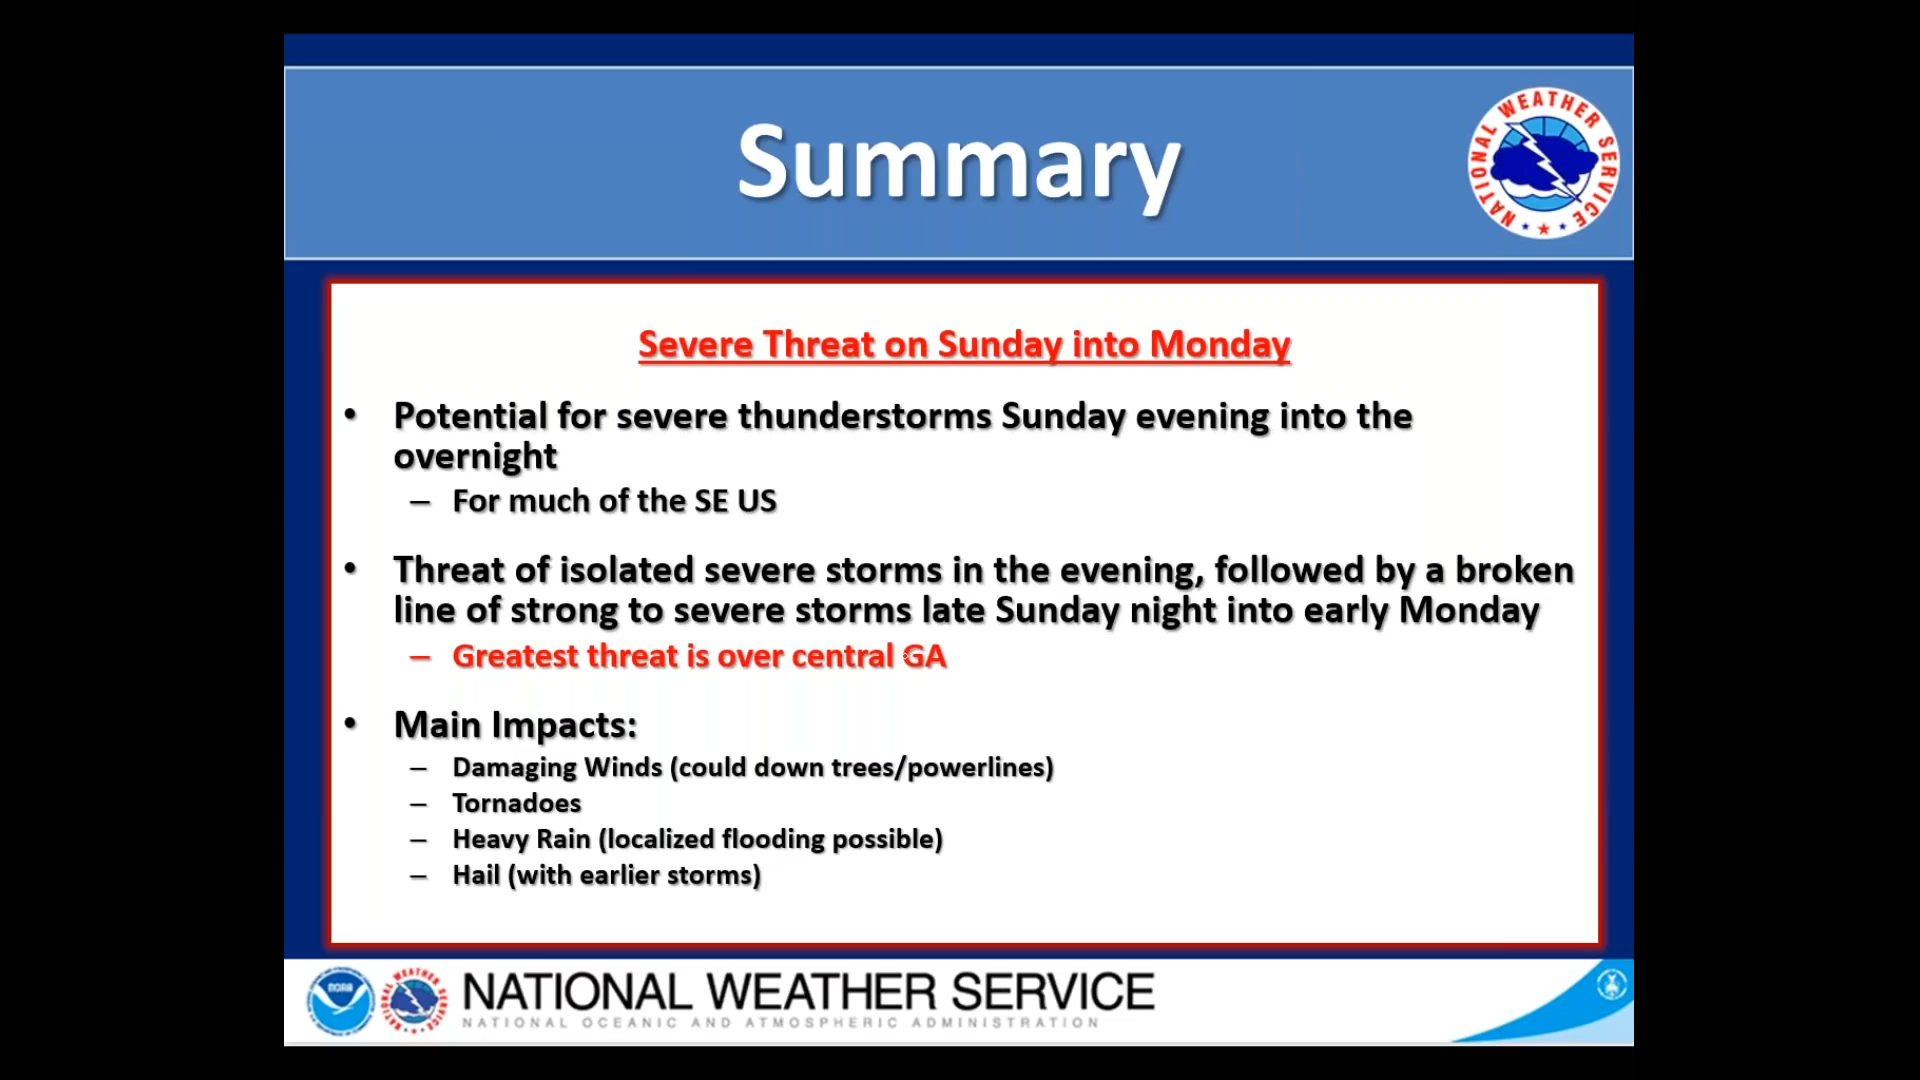 Summary
NATIONAL WEATHER SERVICE
Severe Threat on Sunday into Monday
• Potential for severe thunderstorms Sunday evening into the
overnight
– For much of the SE US
• Threat of isolated severe storms in the evening, followed by a broken
line of strong to severe storms late Sunday night into early Monday
– Greatest threat is over central GA
• Main Impacts:
– Damaging Winds (could down trees/powerlines)
– Tornadoes
– Heavy Rain (localized flooding possible)
– Hail (with earlier storms)
NOAA
NATIONAL WEATHER SERVICE
NATIONAL OCEANIC AND ATMOSPHERIC ADMINISTRATION